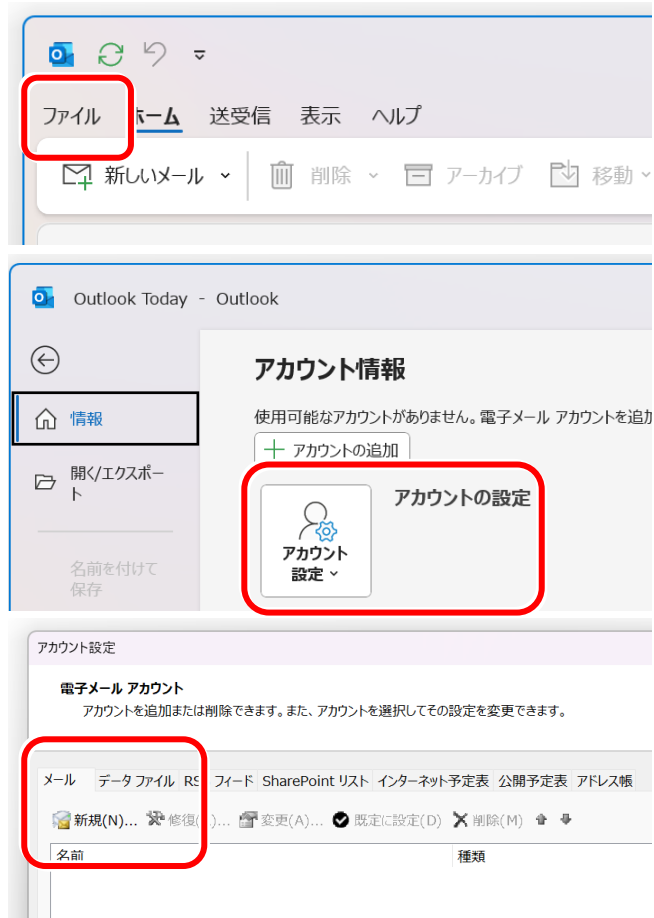 ファイル ホーム 送受信 表示 ヘルプ
新しいメール 削除 アーカイブ 移動
Outlook Today - Outlook
アカウント情報
情報
使用可能なアカウントがありません。電子メール アカウントを追加
アカウントの追加
開く/エクスポー
ト
アカウントの設定
アカウント
設定
名前を付けて
保存
アカウント設定
電子メール アカウント
アカウントを追加または削除できます。また、アカウントを選択してその設定を変更できます。
メール データ ファイル RS フィード SharePoint リスト インターネット予定表 公開予定表 アドレス帳
新規(N)... 修復( )... 変更(A)... 既定に設定(D) 削除(M)
名前 種類